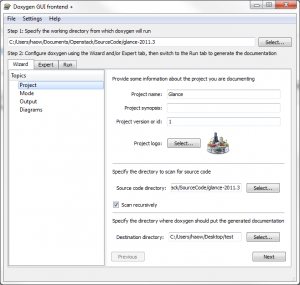 Doxygen GUI frontend +
File Settings Help
Step 1: Specify the working directory from which doxygen will run
C:/Users/haow/Documents/Openstack/SourceCode/glance-2011.3 Select...
Step 2: Configure doxygen using the Wizard and/or Expert tab, then switch to the Run tab to generate the documentation
Wizard Expert Run
Topics
Project
Mode
Output
Diagrams
Provide some information about the project you are documenting
Project name: Glance
Project synopsis:
Project version or id: 1
Project logo: Select...
Specify the directory to scan for source code
Source code directory: ck/SourceCode/glance-2011.3 Select...
Scan recursively
Specify the directory where doxygen should put the generated documentation
Destination directory: C:/Users/haow/Desktop/test Select...
Previous Next